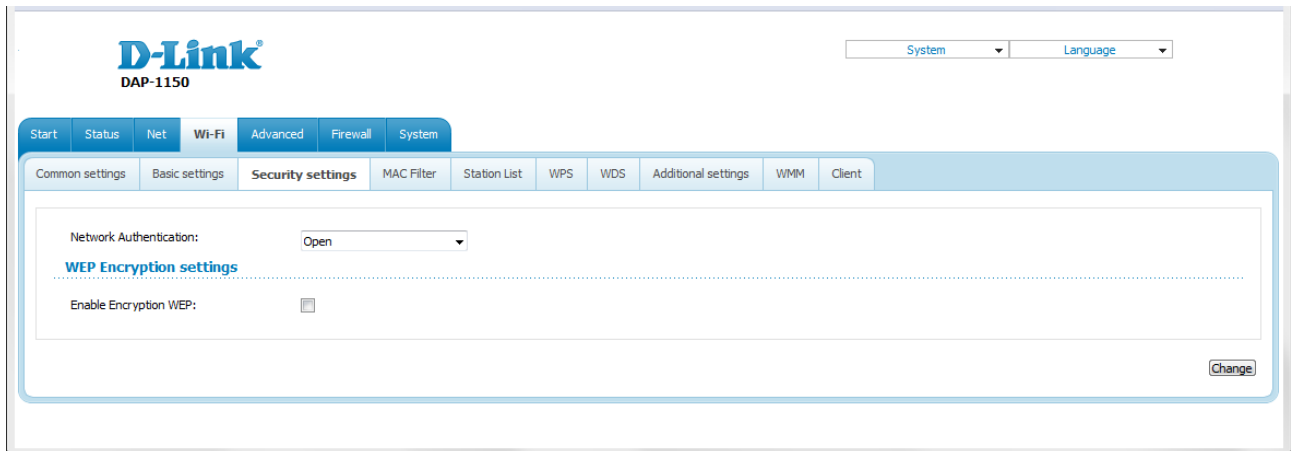 D-Link®
DAP-1150
System Language
Start Status Net Wi-Fi Advanced Firewall System
Common settings Basic settings Security settings MAC Filter Station List WPS WDS Additional settings WMM Client
Network Authentication: Open
WEP Encryption settings
Enable Encryption WEP:
Change